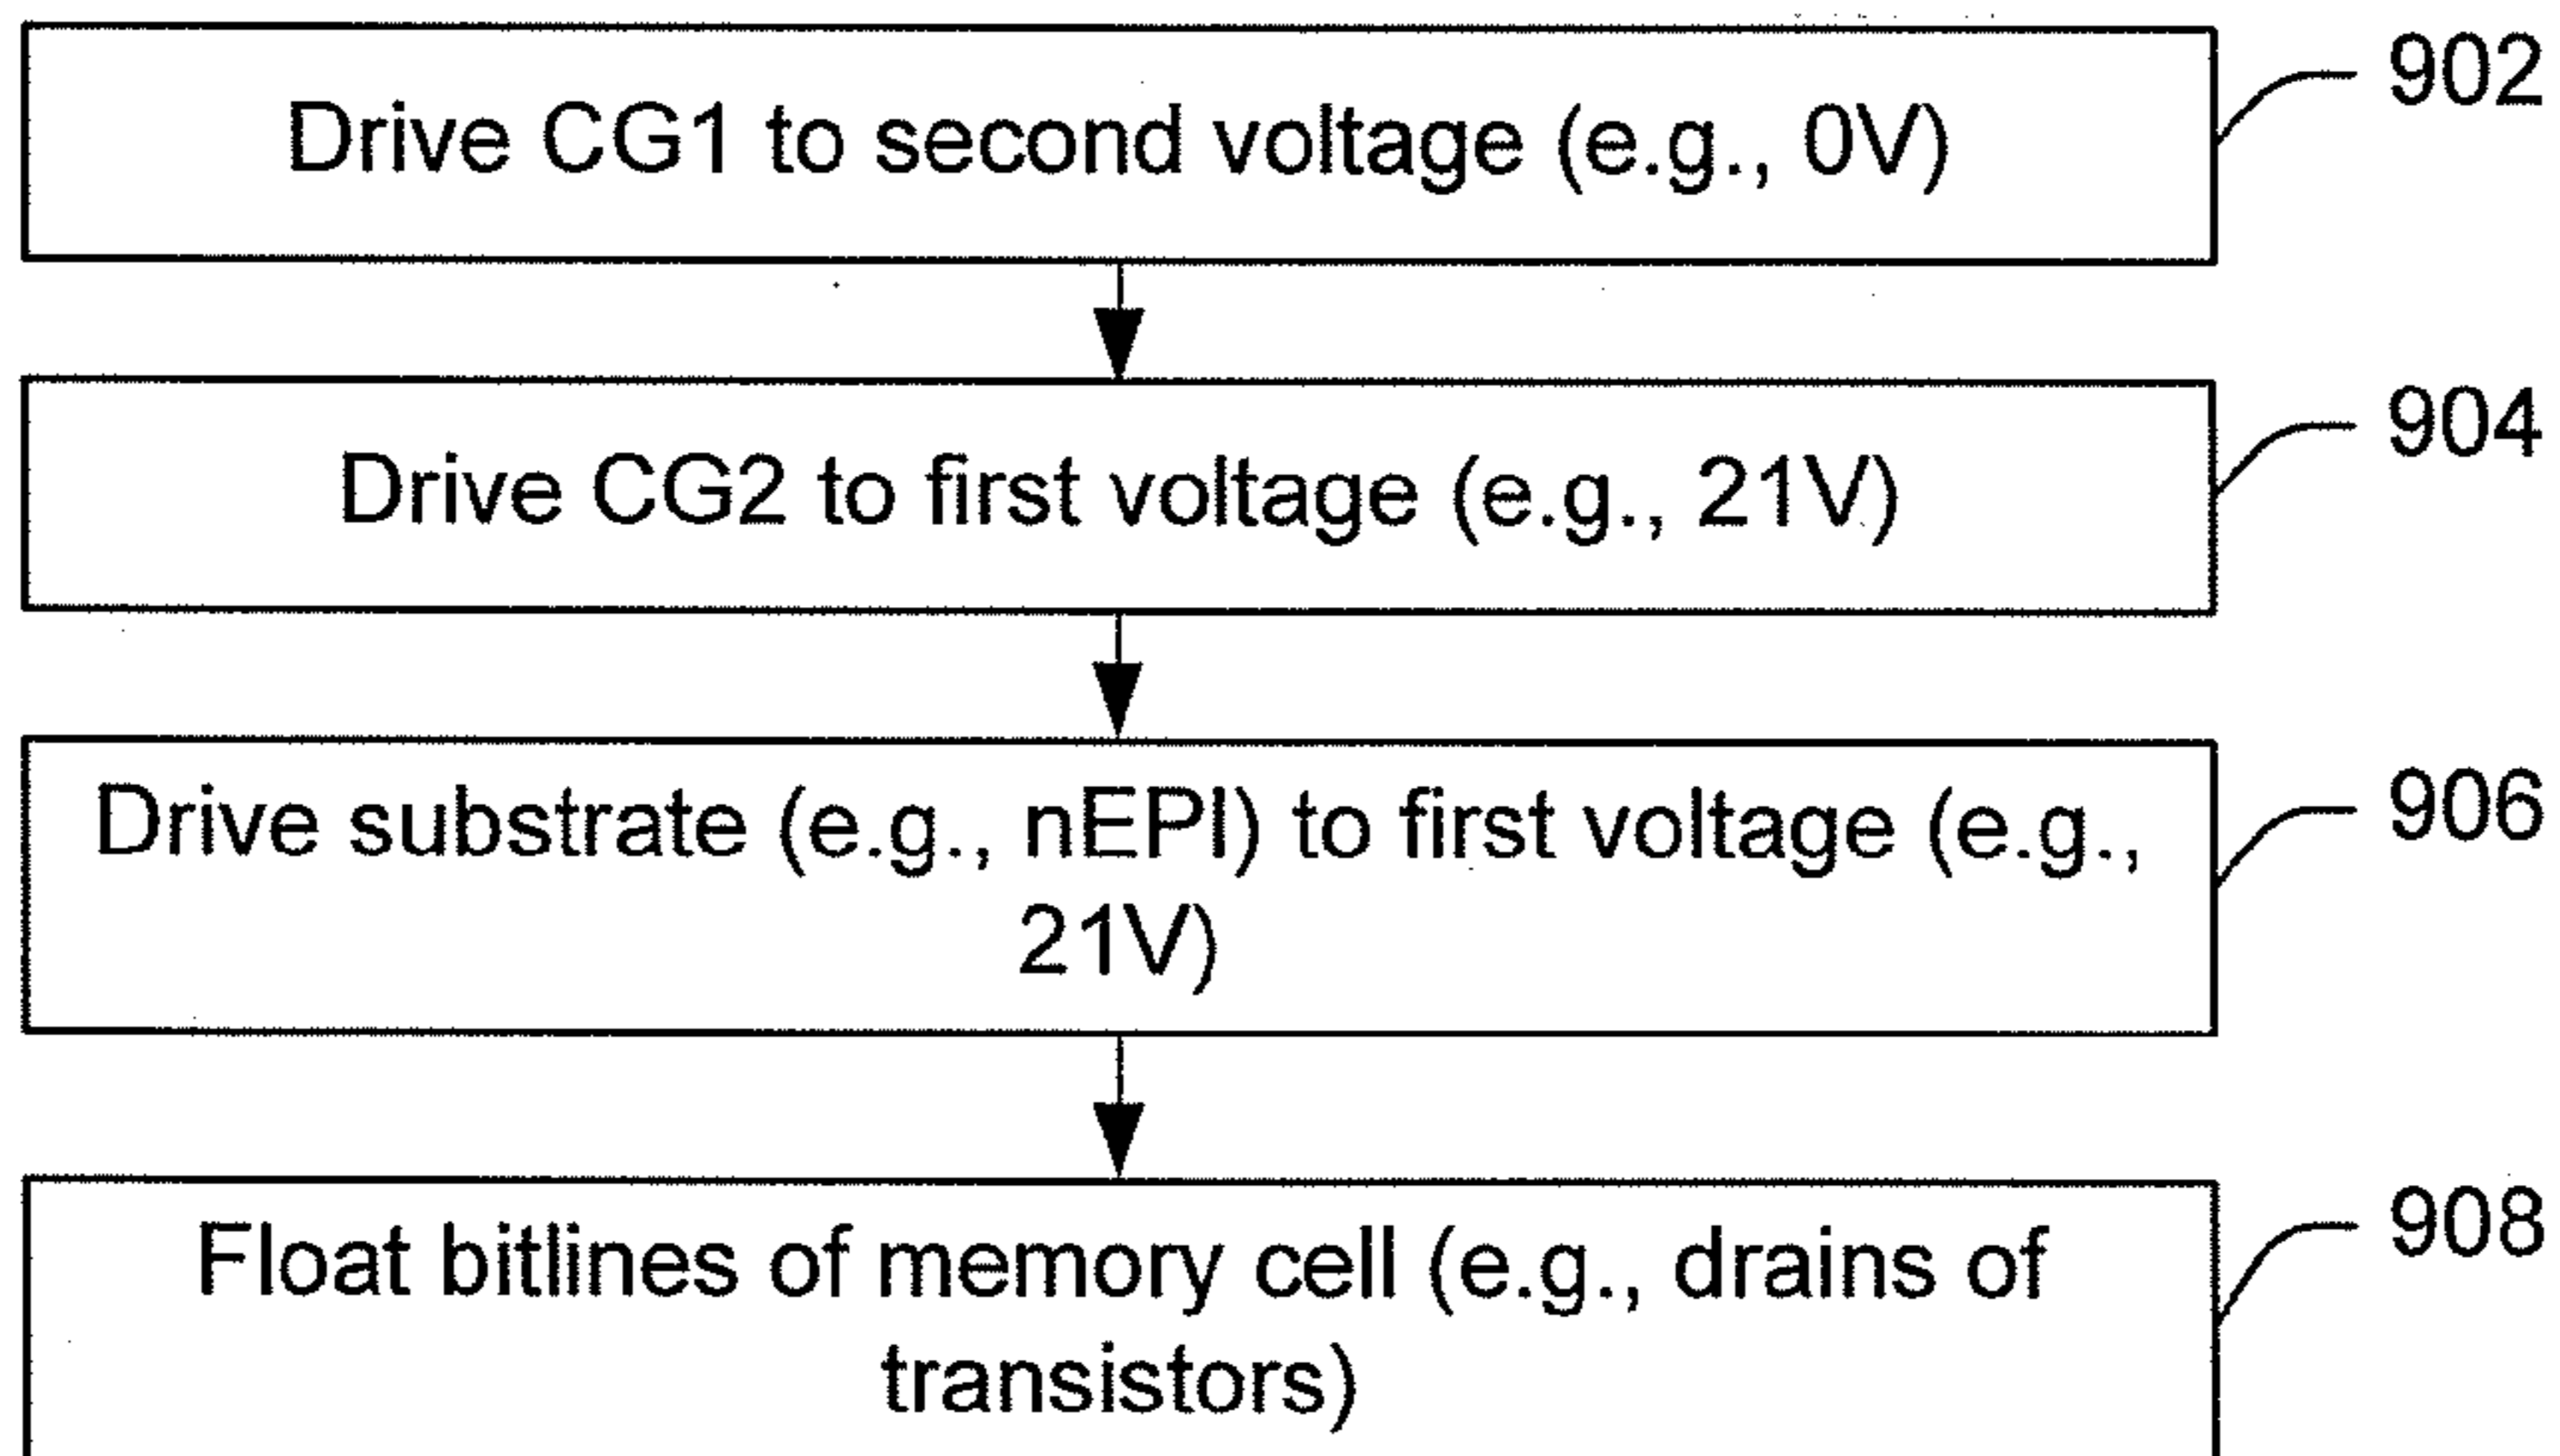 Drive CG1 to second voltage (e.g., 0V)
902
Drive CG2 to first voltage (e.g., 21V)
904
Drive substrate (e.g., nEPI) to first voltage (e.g.,
21V)
906
Float bitlines of memory cell (e.g., drains of
transistors)
908